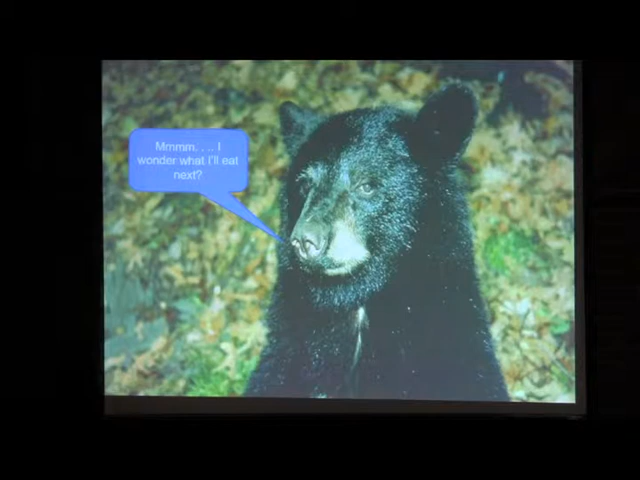 Mmmm. . . . I
wonder what I'll eat
next?